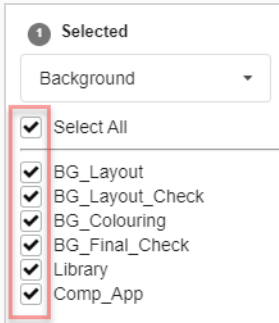 1 Selected
Background
Select All
BG_Layout
BG_Layout_Check
BG_Colouring
BG_Final_Check
Library
Comp_App